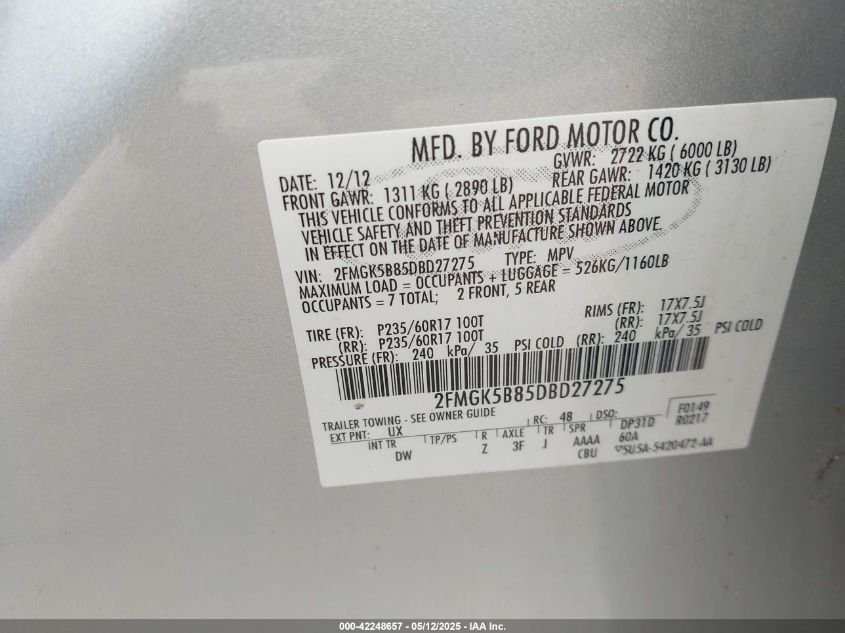 MFD. BY FORD MOTOR CO.
DATE: 12/12 GVWR: 2722 KG ( 6000 LB)
FRONT GAWR: 1311 KG ( 2890 LB) REAR GAWR: 1420 KG ( 3130 LB)
THIS VEHICLE CONFORMS TO ALL APPLICABLE FEDERAL MOTOR
VEHICLE SAFETY AND THEFT PREVENTION STANDARDS
IN EFFECT ON THE DATE OF MANUFACTURE SHOWN ABOVE.
VIN: 2FMGK5B85DBD27275 TYPE: MPV
MAXIMUM LOAD = OCCUPANTS + LUGGAGE = 526KG/1160LB
OCCUPANTS = 7 TOTAL; 2 FRONT, 5 REAR
TIRE (FR): P235/60R17 100T RIMS (FR): 17X7.5J
(RR): P235/60R17 100T (RR): 17X7.5J
PRESSURE (FR): 240 kPa/ 35 PSI COLD (RR): 240 kPa/ 35 PSI COLD
2FMGK5B85DBD27275
TRAILER TOWING - SEE OWNER GUIDE RC: 48 DSO: F0149
EXT PNT: UX DP31D R0217
INT TR TP/PS R AXLE TR SPR 60A
DW Z 3F J AAAA
CBU 5U5A-5420472-AA
000-42248657 - 05/12/2025 - IAA Inc.